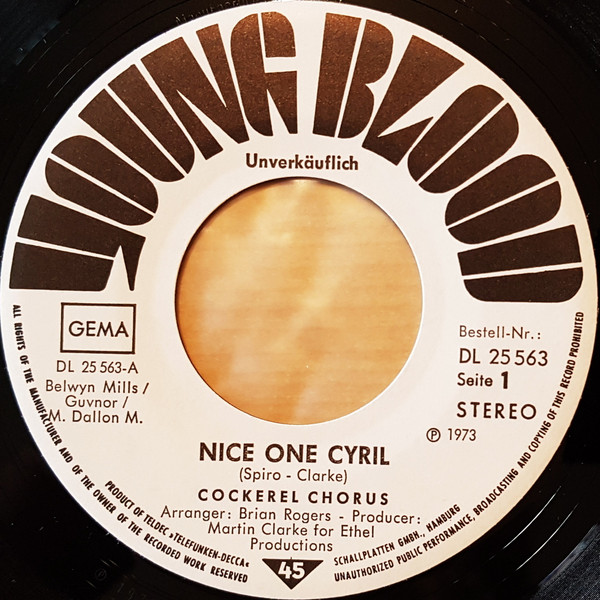 YOUNG BLOOD
Unverkäuflich
GEMA
DL 25 563-A
Belwyn Mills /
Guvnor /
M. Dallon M.
Bestell-Nr.:
DL 25 563
Seite 1
STEREO
℗ 1973
NICE ONE CYRIL
(Spiro - Clarke)
COCKEREL CHORUS
Arranger: Brian Rogers - Producer:
Martin Clarke for Ethel
Productions
45
ALL RIGHTS OF THE MANUFACTURER AND OF THE OWNER OF THE RECORDED WORK RESERVED
PRODUCT OF TELDEC »TELEFUNKEN-DECCA«
SCHALLPLATTEN GMBH., HAMBURG
UNAUTHORIZED PUBLIC PERFORMANCE, BROADCASTING AND COPYING OF THIS RECORD PROHIBITED